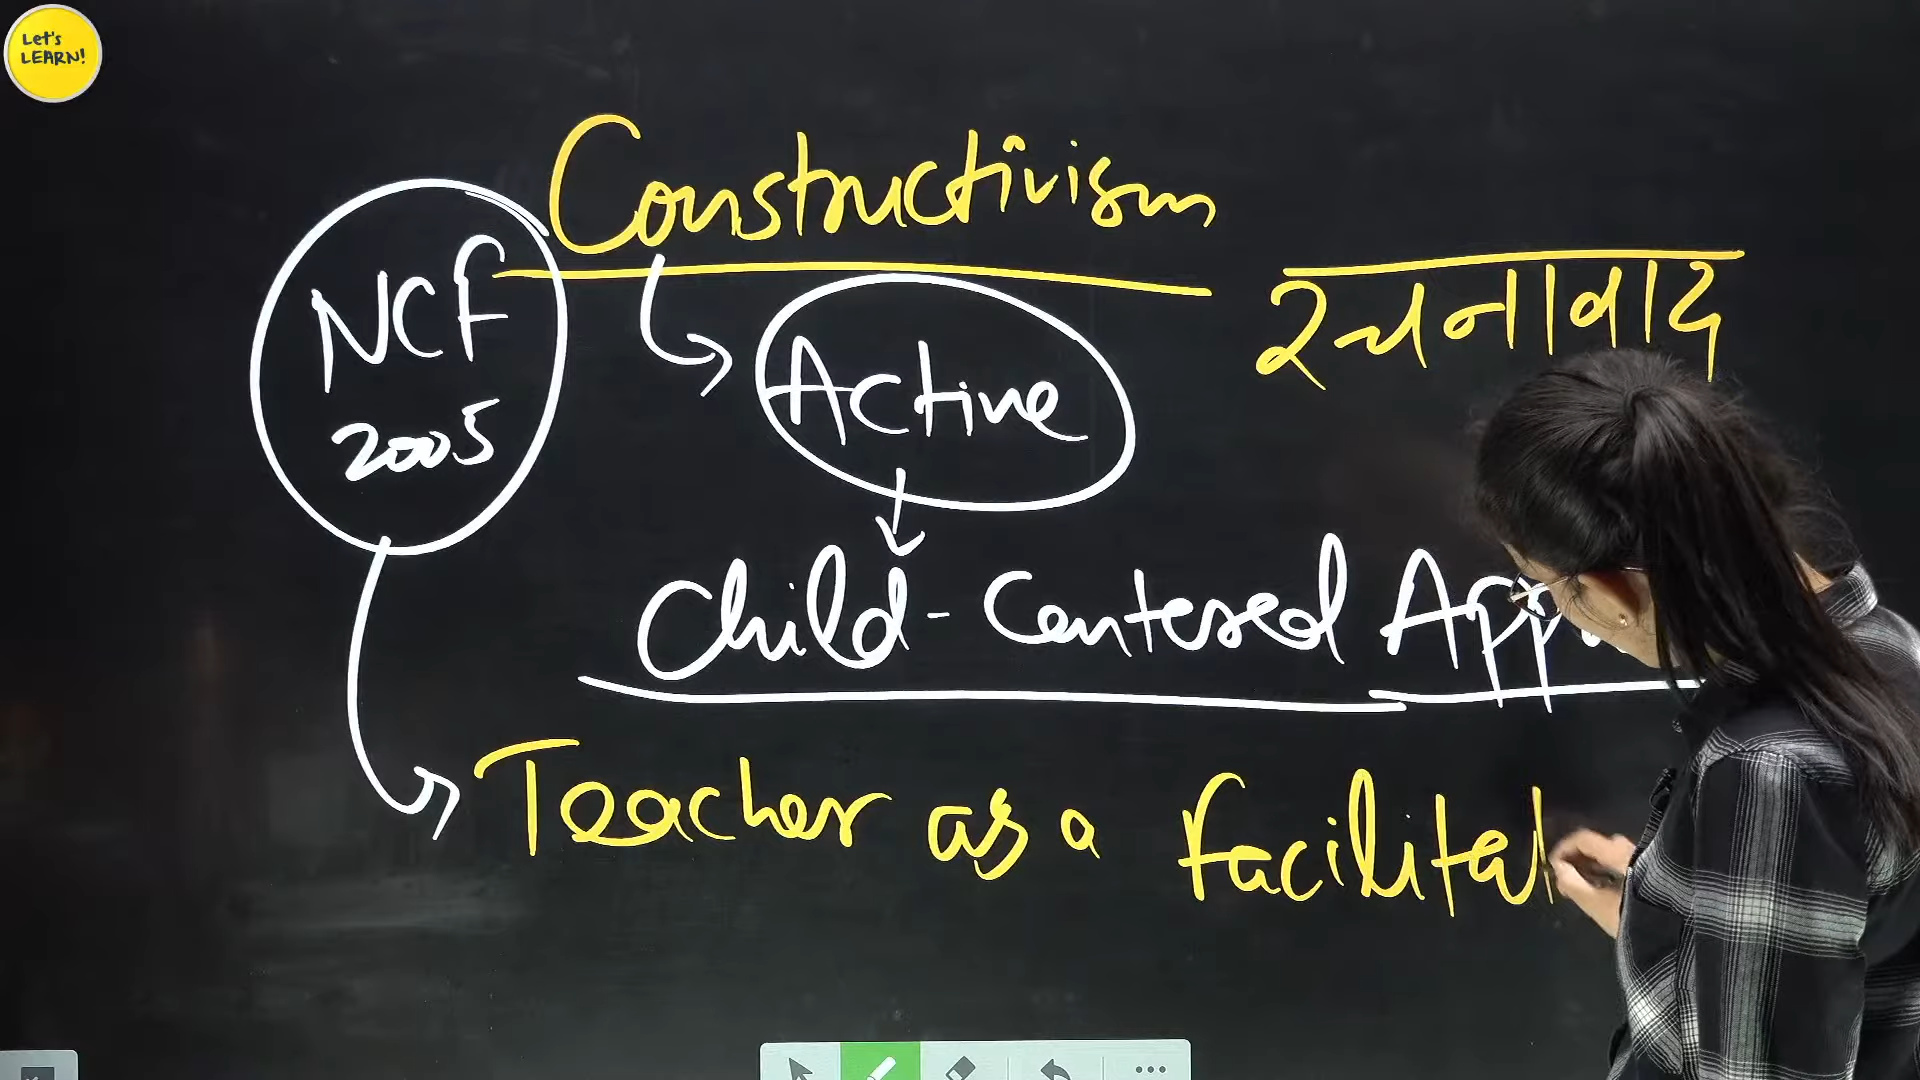 Let's
LEARN!
Constructivism
रचनावाद
NCF
2005
Active
Child-Centered
Teacher as a